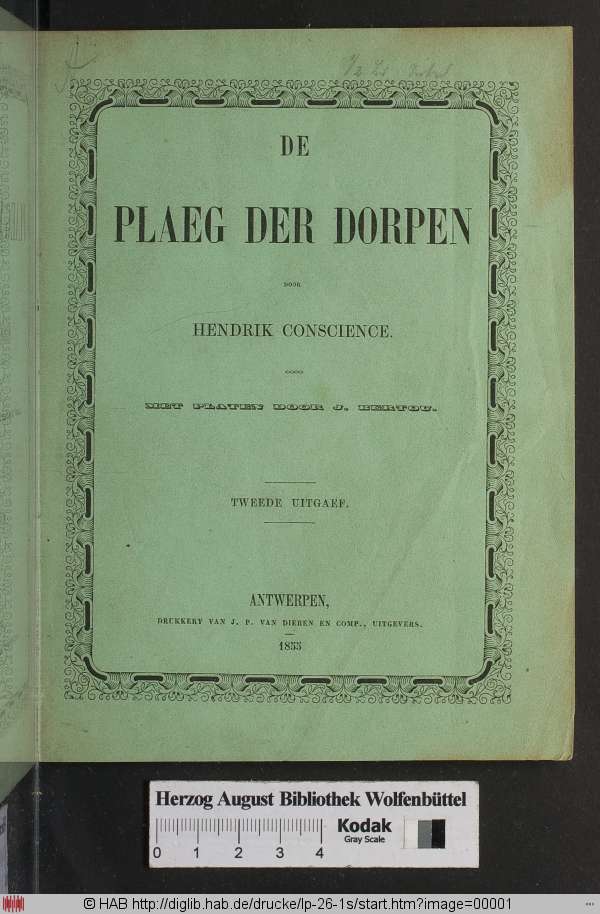 DE
PLAEG DER DORPEN
DOOR
HENDRIK CONSCIENCE.
MET PLATEN DOOR J. BERTOU.
TWEEDE UITGAEF.
ANTWERPEN,
DRUKKERY VAN J. P. VAN DIEREN EN COMP., UITGEVERS.
1855
Herzog August Bibliothek Wolfenbüttel
Kodak
Gray Scale
0 1 2 3 4
© HAB http://diglib.hab.de/drucke/lp-26-1s/start.htm?image=00001